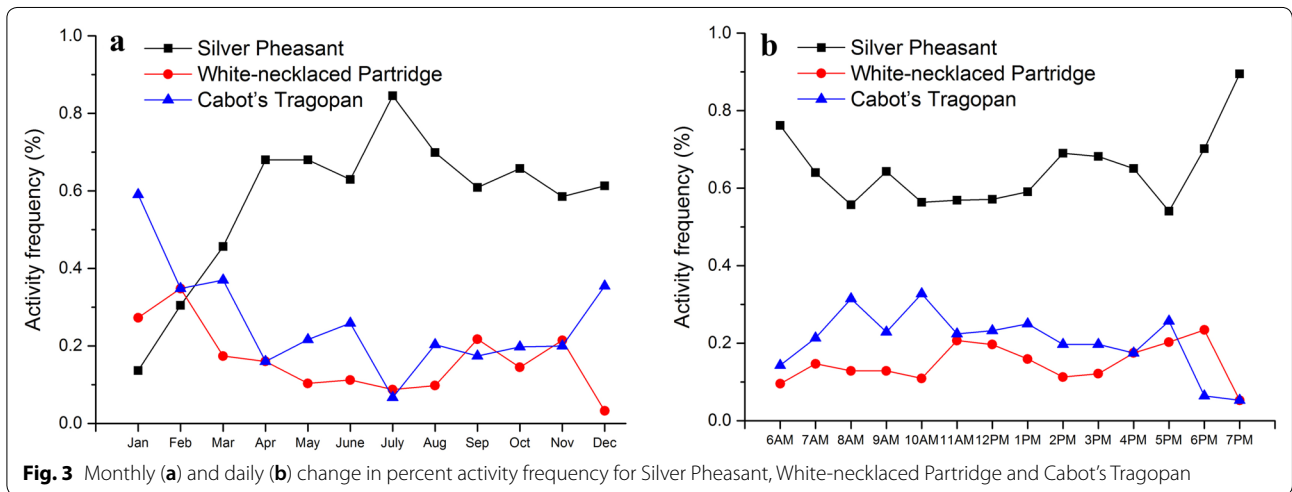 a
Silver Pheasant
White-necklaced Partridge
Cabot's Tragopan
Activity frequency (%)
1.0
0.8
0.6
0.4
0.2
0.0
Jan Feb Mar Apr May June July Aug Sep Oct Nov Dec
b
Silver Pheasant
White-necklaced Partridge
Cabot's Tragopan
Activity frequency (%)
1.0
0.8
0.6
0.4
0.2
0.0
6AM 7AM 8AM 9AM 10AM 11AM 12PM 1PM 2PM 3PM 4PM 5PM 6PM 7PM
Fig. 3 Monthly (a) and daily (b) change in percent activity frequency for Silver Pheasant, White-necklaced Partridge and Cabot's Tragopan